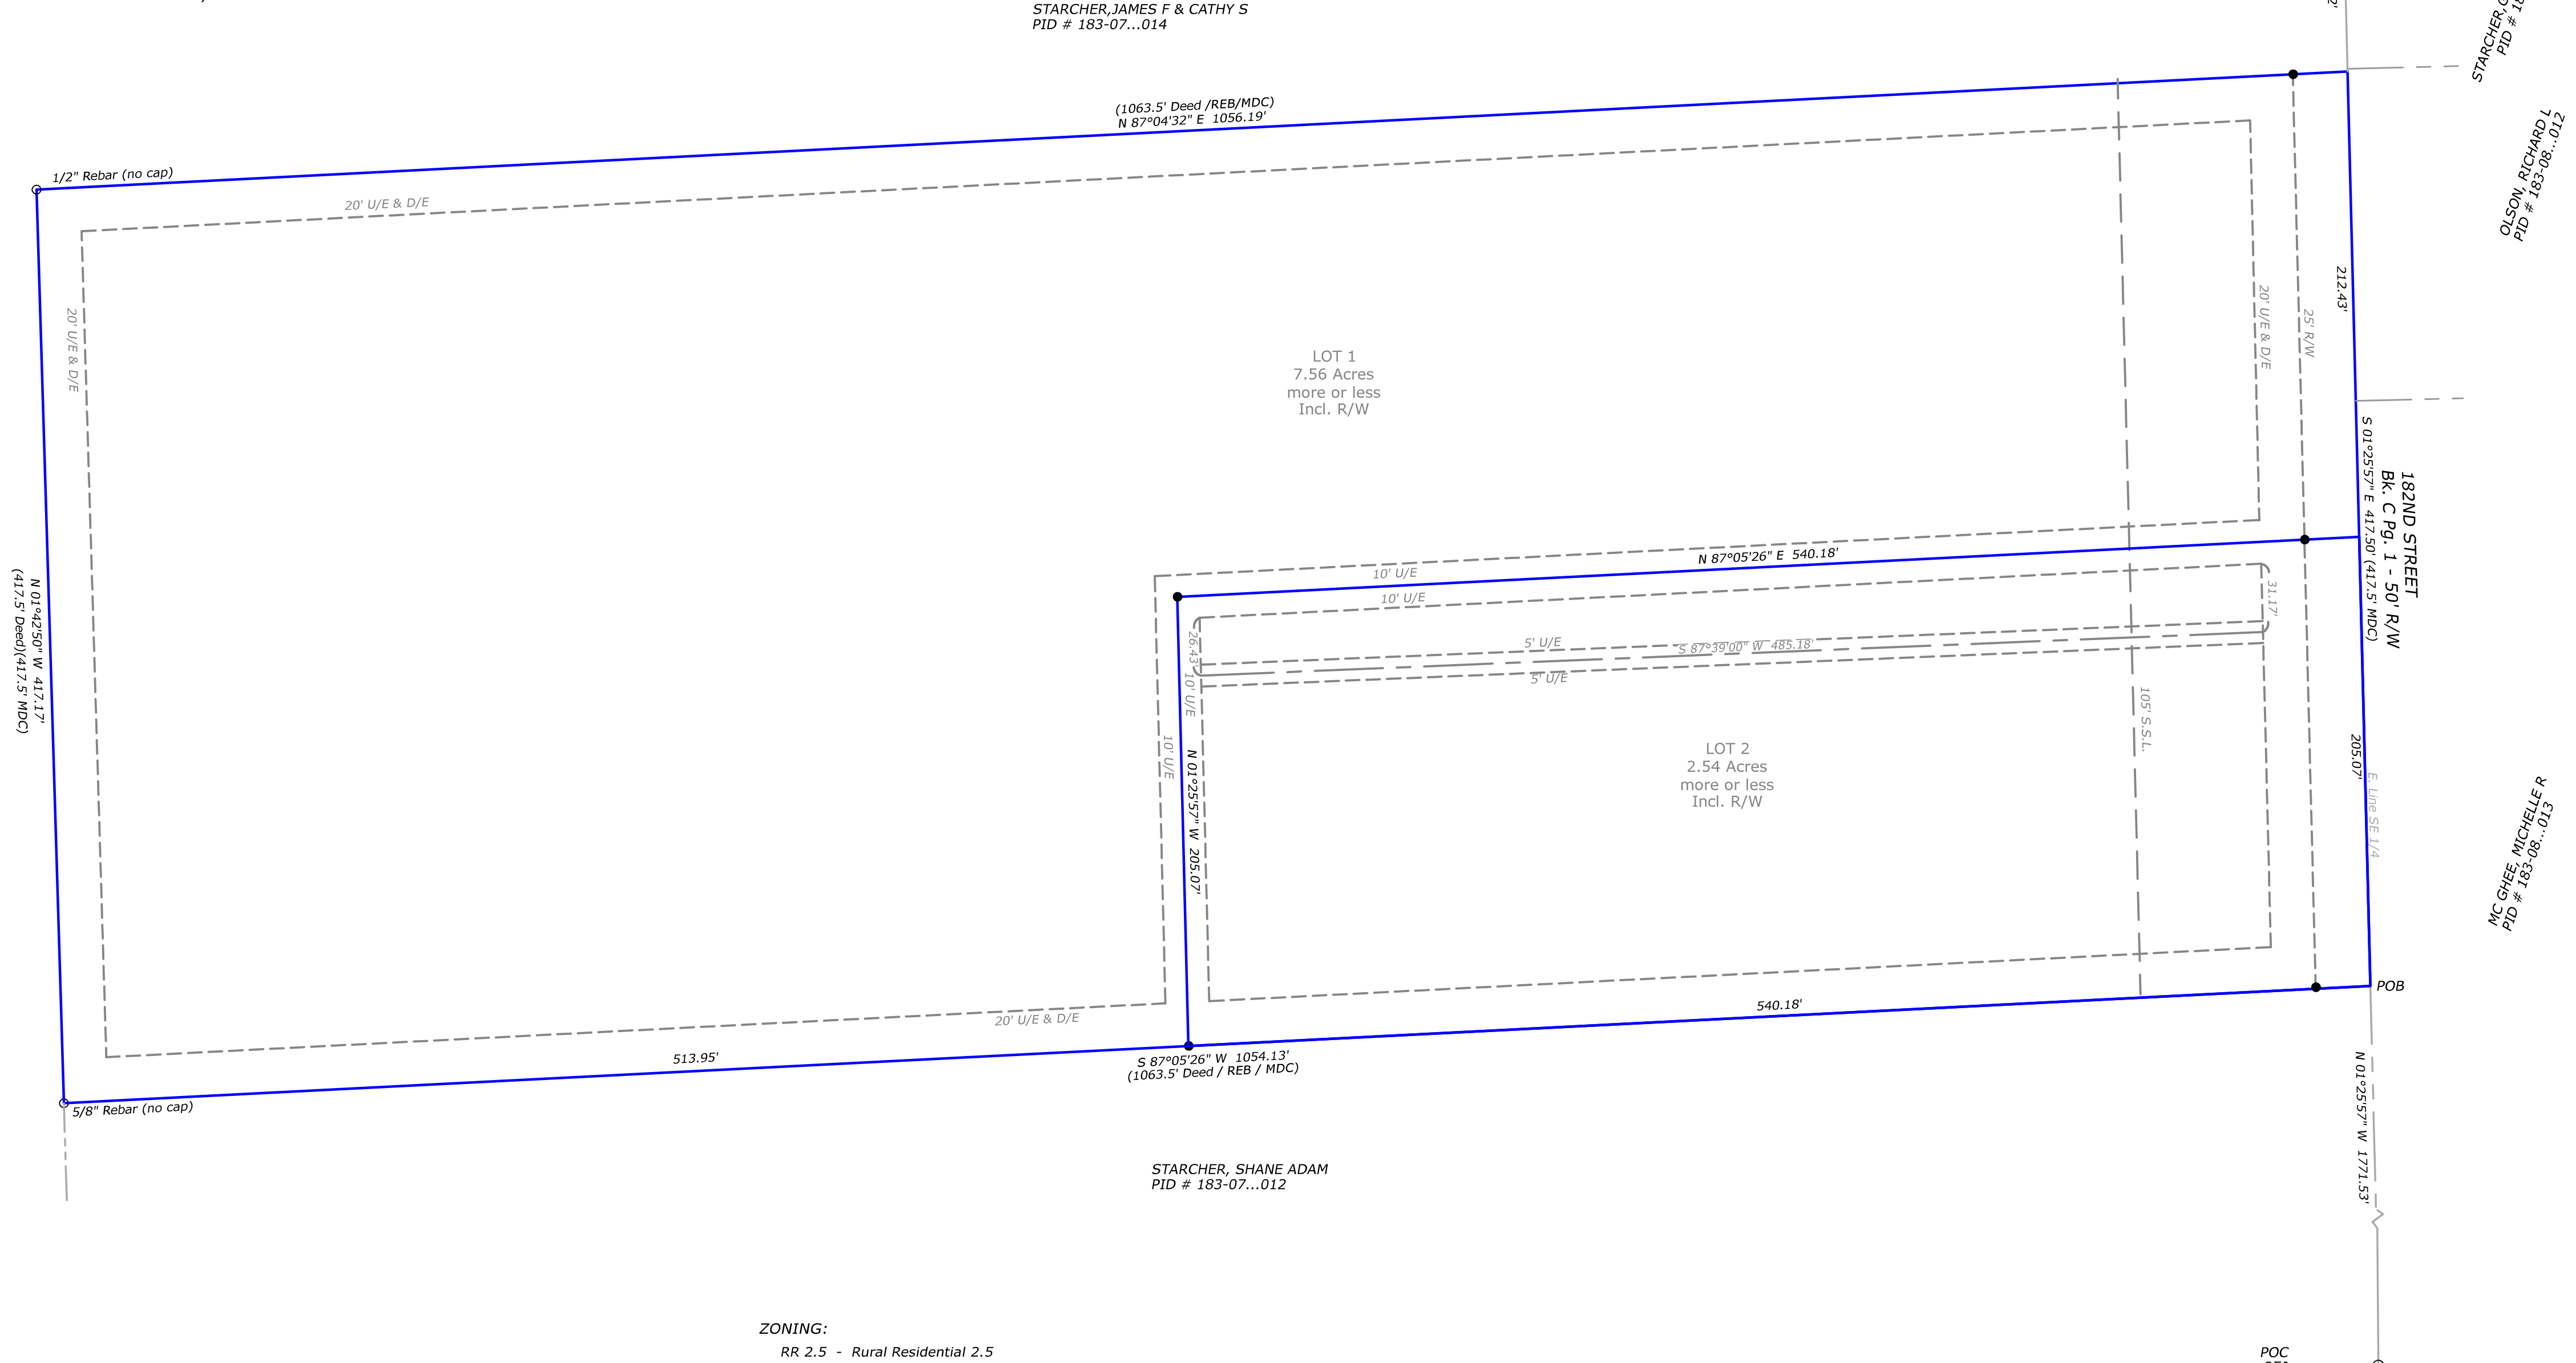 STARCHER,JAMES F & CATHY S
PID # 183-07...014
STARCHER,
PID # 18
OLSON, RICHARD L
PID # 183-08...012
(1063.5' Deed /REB/MDC)
N 87°04'32" E 1056.19'
1/2" Rebar (no cap)
20' U/E & D/E
20' U/E & D/E
20' U/E & D/E
25' R/W
212.43'
LOT 1
7.56 Acres
more or less
Incl. R/W
S 01°25'57" E 417.50' (417.5' MDC)
182ND STREET
Bk. C Pg. 1 - 50' R/W
N 01°42'50" W 417.17'
(417.5' Deed)(417.5' MDC)
N 87°05'26" E 540.18'
10' U/E
10' U/E
31.17'
26.43'
5' U/E
S 87°39'00" W 485.18'
5' U/E
10' U/E
10' U/E
105' S.S.L.
N 01°25'57" W 205.07'
LOT 2
2.54 Acres
more or less
Incl. R/W
205.07'
E. Line SE 1/4
MC GHEE, MICHELLE R
PID # 183-08...013
POB
540.18'
20' U/E & D/E
513.95'
S 87°05'26" W 1054.13'
(1063.5' Deed / REB / MDC)
5/8" Rebar (no cap)
N 01°25'57" W 1771.53'
STARCHER, SHANE ADAM
PID # 183-07...012
ZONING:
RR 2.5 - Rural Residential 2.5
POC